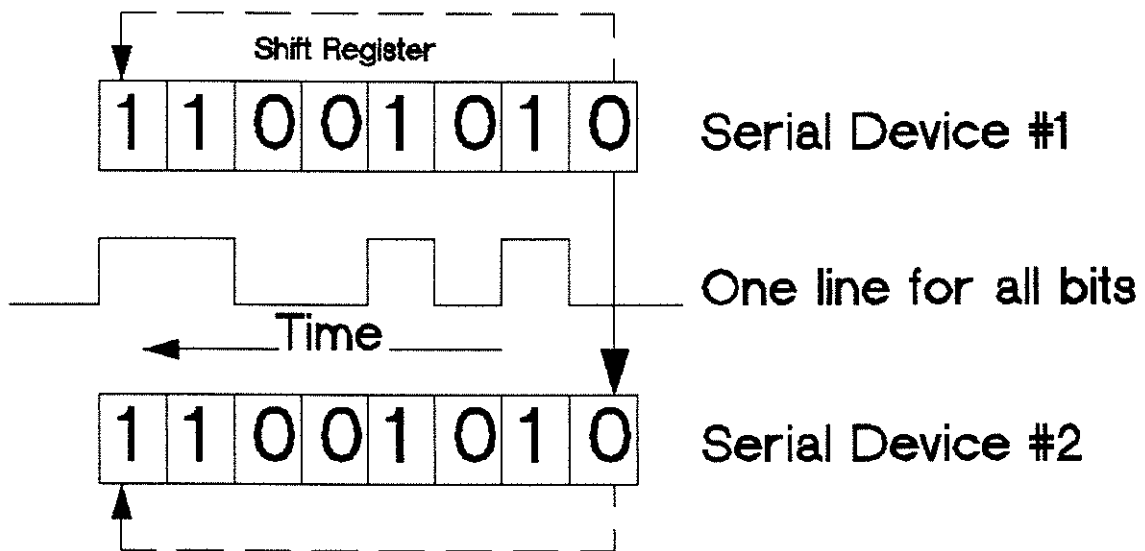 Shift Register
1 1 0 0 1 0 1 0 Serial Device #1
One line for all bits
Time
1 1 0 0 1 0 1 0 Serial Device #2